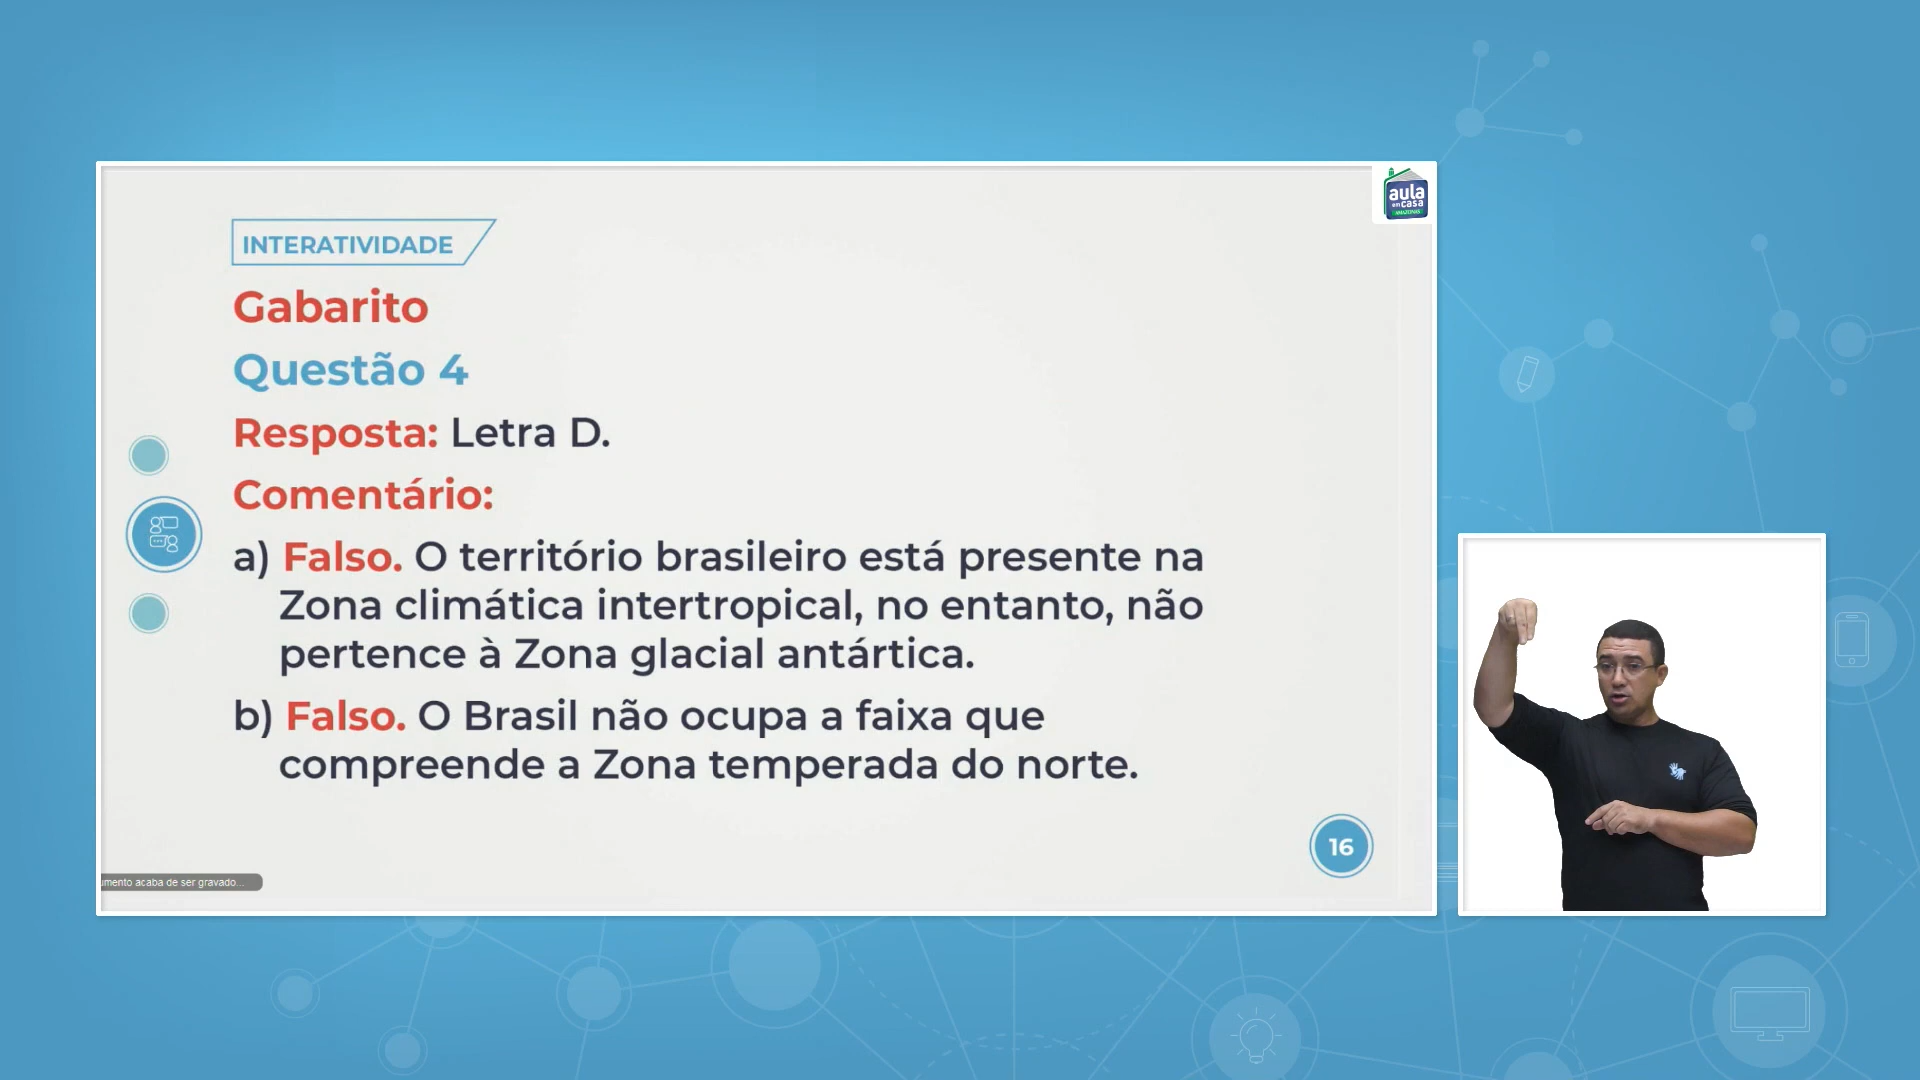 aula
em casa
AMAZONAS
INTERATIVIDADE
Gabarito
Questão 4
Resposta: Letra D.
Comentário:
a) Falso. O território brasileiro está presente na
Zona climática intertropical, no entanto, não
pertence à Zona glacial antártica.
b) Falso. O Brasil não ocupa a faixa que
compreende a Zona temperada do norte.
16
umento acaba de ser gravado...